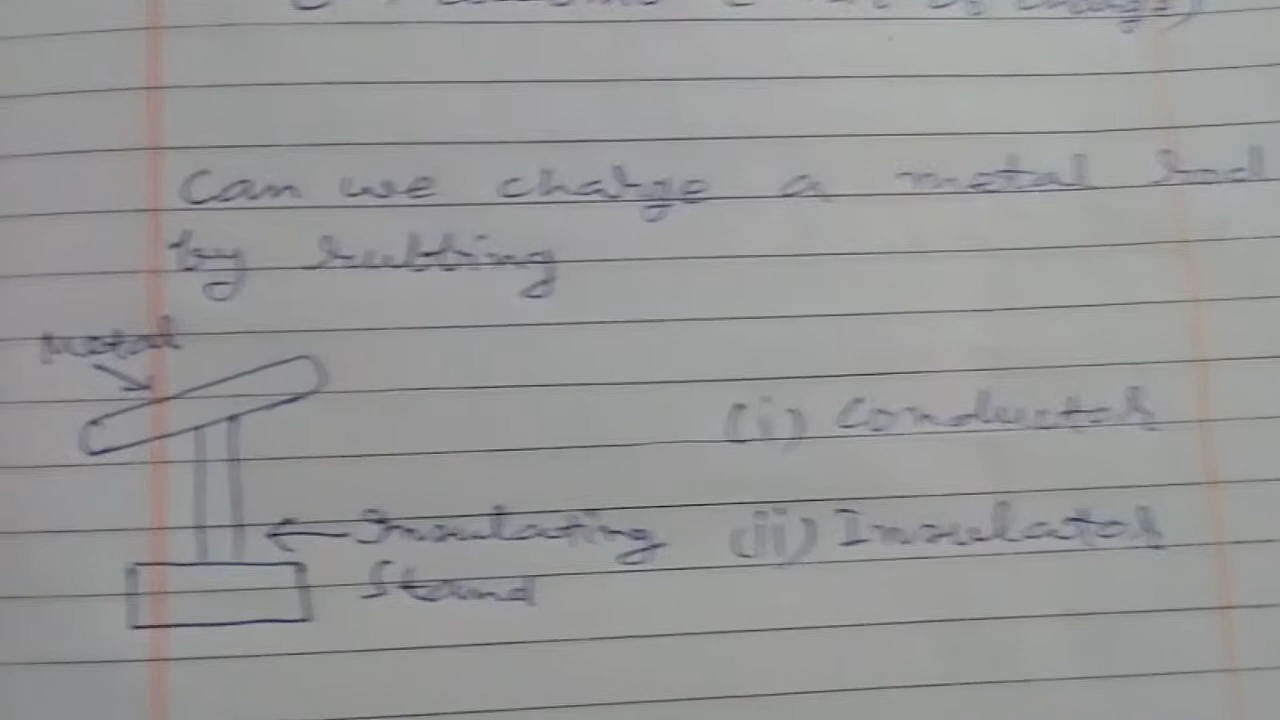 Can we charge a metal rod
by rubbing
Metal
(i) Conductor
Insulating (ii) Insulator
Stand